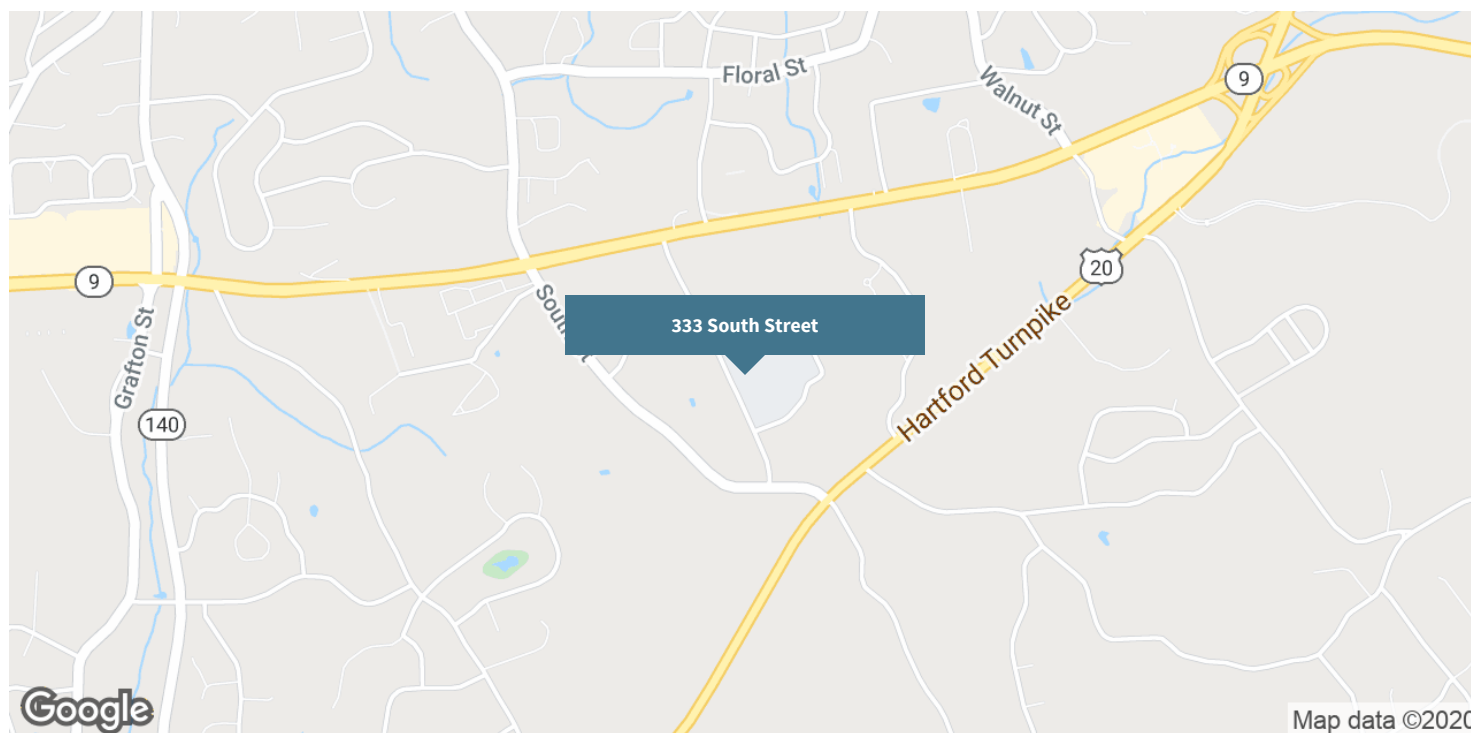 Floral St
Walnut St
9
20
9
South St
333 South Street
Grafton St
Hartford Turnpike
140
Google
Map data ©2020